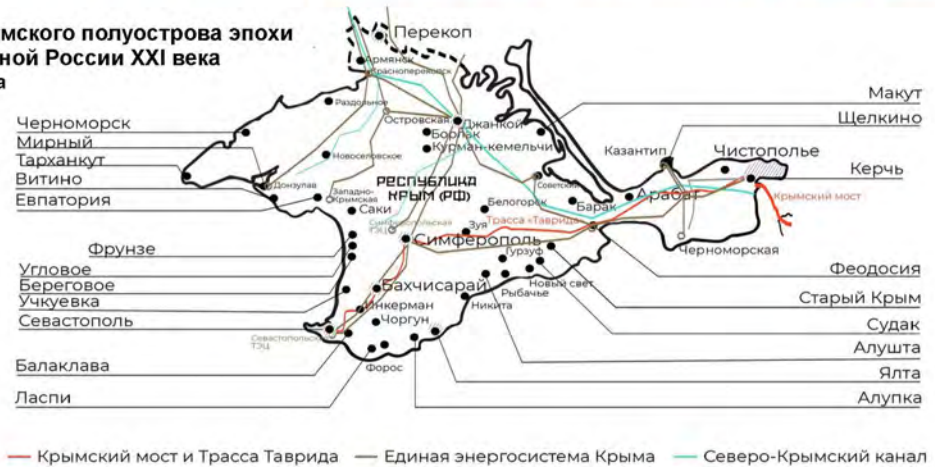 мского полуострова эпохи
ной России XXI века
а
Перекоп
Армянск
Красноперекопск
Раздольное
Островская
Джанкой
Борлак
Курман-кемельчи
Макут
Щелкино
Казантип
Чистополье
Керчь
Крымский мост
Черноморск
Мирный
Тарханкут
Витино
Евпатория
Новоселовское
Донзулав
Западно-
Крымская
Саки
РЕСПУБЛИКА
КРЫМ (РФ)
Симферопольская
ТЭЦ
Советский
Белогорск
Барак
Арабат
Зуя
Трасса «Таврида»
Симферополь
Черноморская
Фрунзе
Угловое
Береговое
Учкуевка
Севастополь
Балаклава
Ласпи
Гурзуф
Новый свет
Рыбачье
Никита
Бахчисарай
Инкерман
Чоргун
Севастопольская
ТЭЦ
Форос
Феодосия
Старый Крым
Судак
Алушта
Ялта
Алупка
Крымский мост и Трасса Таврида
Единая энергосистема Крыма
Северо-Крымский канал